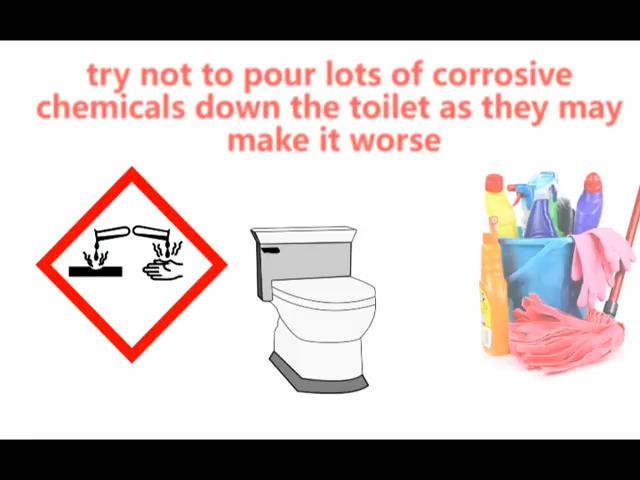 try not to pour lots of corrosive
chemicals down the toilet as they may
make it worse